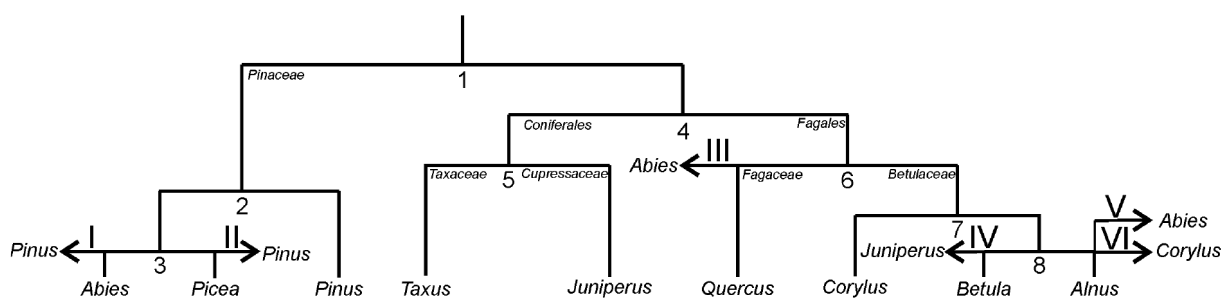 Pinaceae
1
Coniferales
4
Fagales
Abies
III
Taxaceae
5
Cupressaceae
Fagaceae
6
Betulaceae
2
V
Abies
7
Pinus
I
3
II
Pinus
Juniperus
IV
8
VI
Corylus
Abies
Picea
Pinus
Taxus
Juniperus
Quercus
Corylus
Betula
Alnus